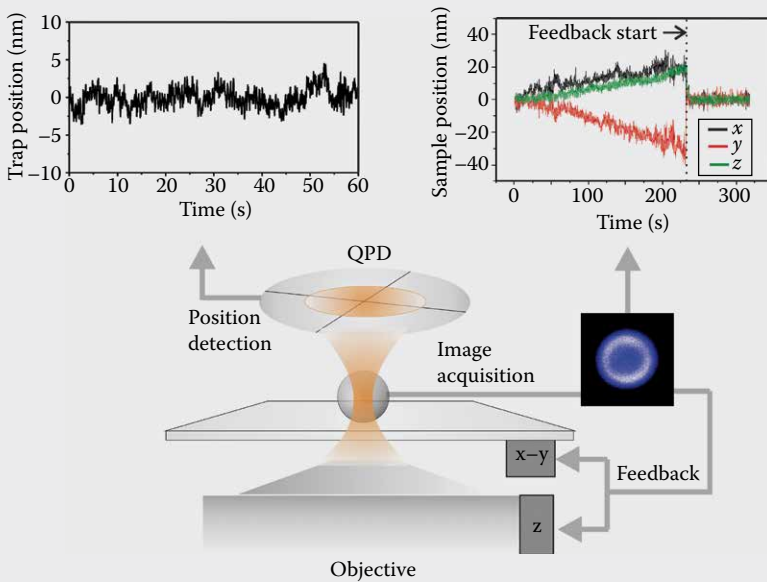 Trap position (nm)
10
5
0
−5
−10
0 10 20 30 40 50 60
Time (s)
Sample position (nm)
40
20
0
−20
−40
Feedback start
x
y
z
0 100 200 300
Time (s)
QPD
Position
detection
Image
acquisition
x–y
Feedback
z
Objective